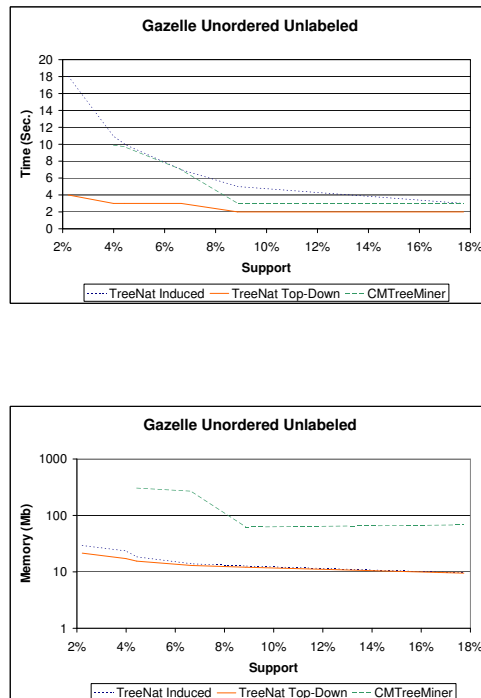 Gazelle Unordered Unlabeled
20
18
16
14
12
10
8
6
4
2
0
Time (Sec.)
2% 4% 6% 8% 10% 12% 14% 16% 18%
Support
TreeNat Induced TreeNat Top-Down CMTreeMiner
Gazelle Unordered Unlabeled
1000
100
10
1
Memory (Mb)
2% 4% 6% 8% 10% 12% 14% 16% 18%
Support
TreeNat Induced TreeNat Top-Down CMTreeMiner